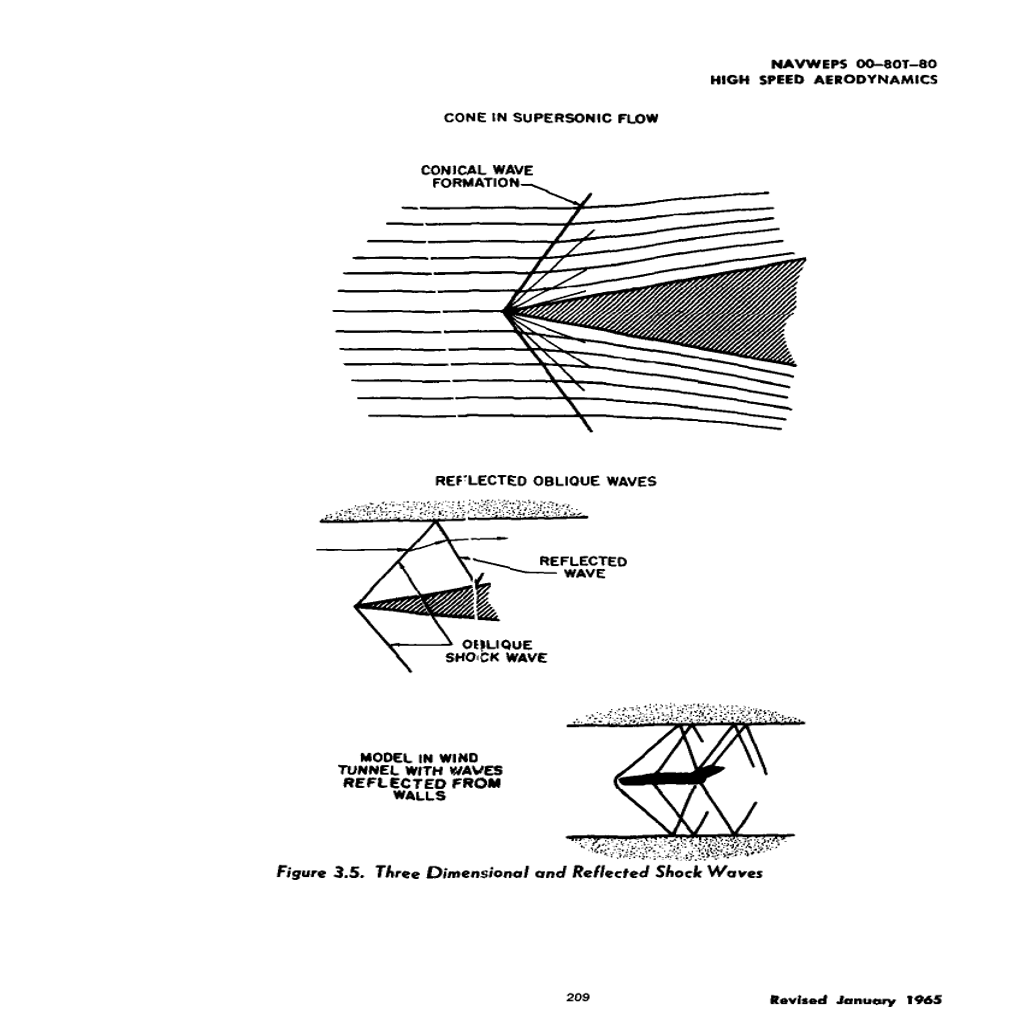 NAVWEPS 00–80T–80
HIGH SPEED AERODYNAMICS
CONE IN SUPERSONIC FLOW
CONICAL WAVE
FORMATION
REFLECTED OBLIQUE WAVES
REFLECTED
WAVE
OBLIQUE
SHOCK WAVE
MODEL IN WIND
TUNNEL WITH WAVES
REFLECTED FROM
WALLS
Figure 3.5. Three Dimensional and Reflected Shock Waves
209
Revised January 1965